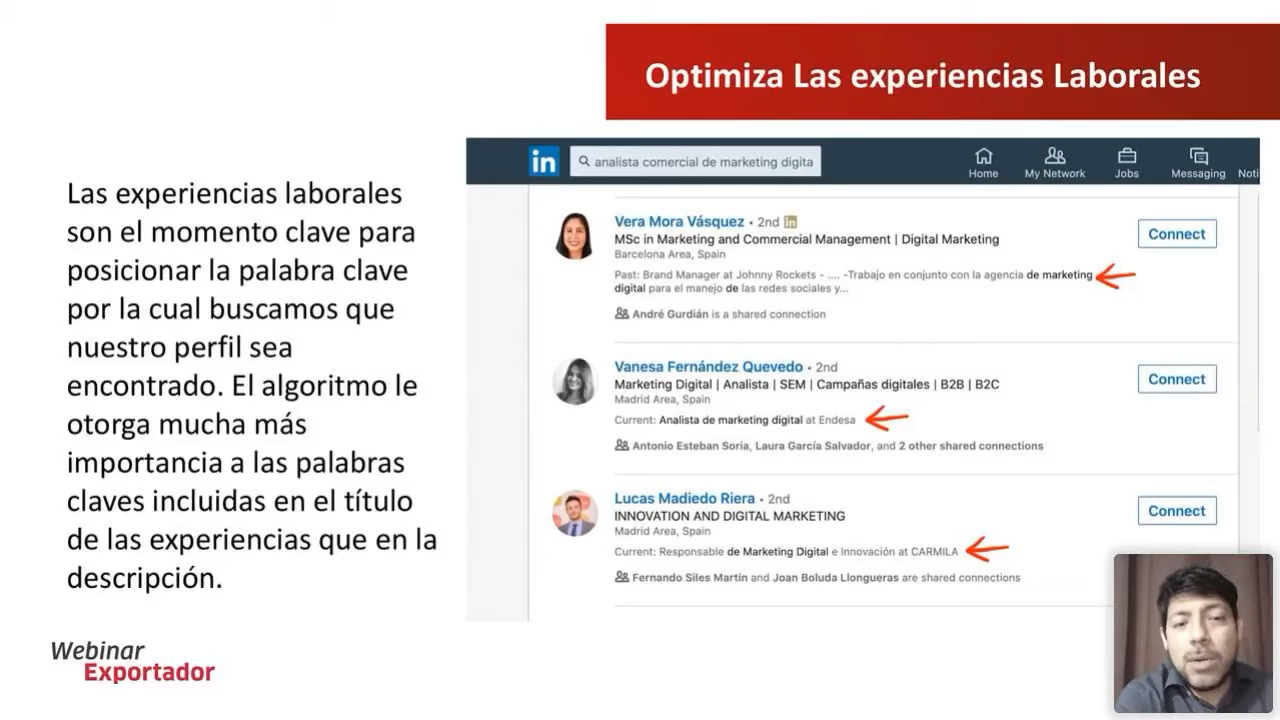 Optimiza Las experiencias Laborales
Las experiencias laborales
son el momento clave para
posicionar la palabra clave
por la cual buscamos que
nuestro perfil sea
encontrado. El algoritmo le
otorga mucha más
importancia a las palabras
claves incluidas en el título
de las experiencias que en la
descripción.
in
analista comercial de marketing digita
Home
My Network
Jobs
Messaging
Noti
Vera Mora Vásquez • 2nd in
MSc in Marketing and Commercial Management | Digital Marketing
Barcelona Area, Spain
Past: Brand Manager at Johnny Rockets - .... -Trabajo en conjunto con la agencia de marketing
digital para el manejo de las redes sociales y...
André Gurdián is a shared connection
Connect
Vanesa Fernández Quevedo • 2nd
Marketing Digital | Analista | SEM | Campañas digitales | B2B | B2C
Madrid Area, Spain
Current: Analista de marketing digital at Endesa
Antonio Esteban Soria, Laura García Salvador, and 2 other shared connections
Connect
Lucas Madiedo Riera • 2nd
INNOVATION AND DIGITAL MARKETING
Madrid Area, Spain
Current: Responsable de Marketing Digital e Innovación at CARMILA
Fernando Siles Martin and Joan Boluda Llongueras are shared connections
Connect
Webinar
Exportador